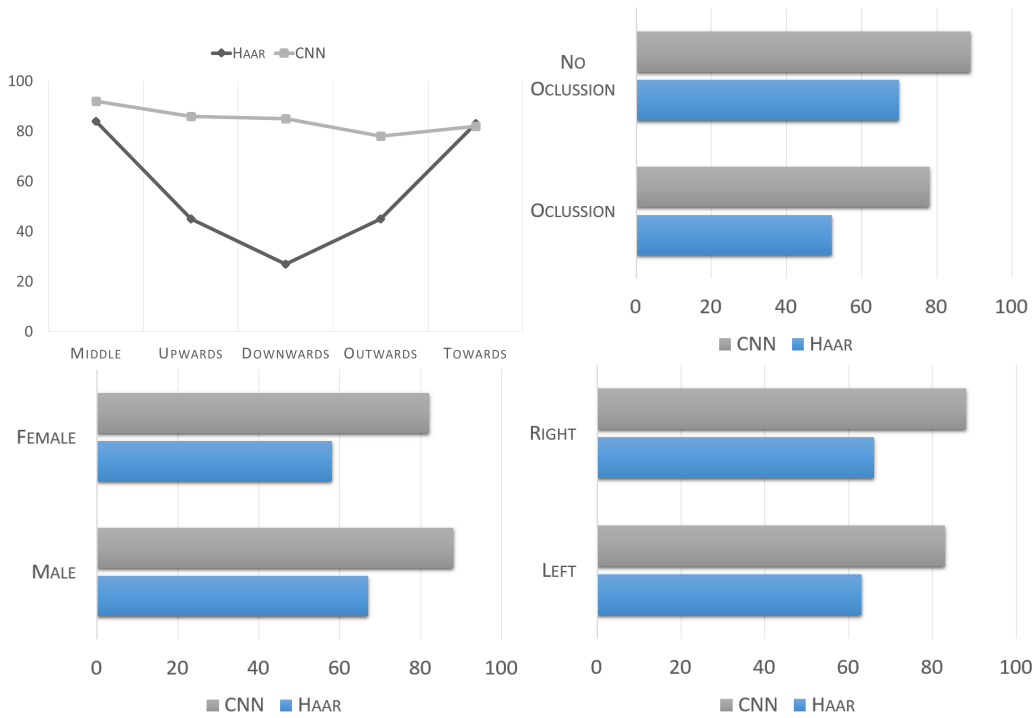 HAAR CNN
100
80
60
40
20
0
MIDDLE UPWARDS DOWNWARDS OUTWARDS TOWARDS
NO
OCLUSSION
OCLUSSION
0 20 40 60 80 100
CNN HAAR
FEMALE
MALE
0 20 40 60 80 100
CNN HAAR
RIGHT
LEFT
0 20 40 60 80 100
CNN HAAR